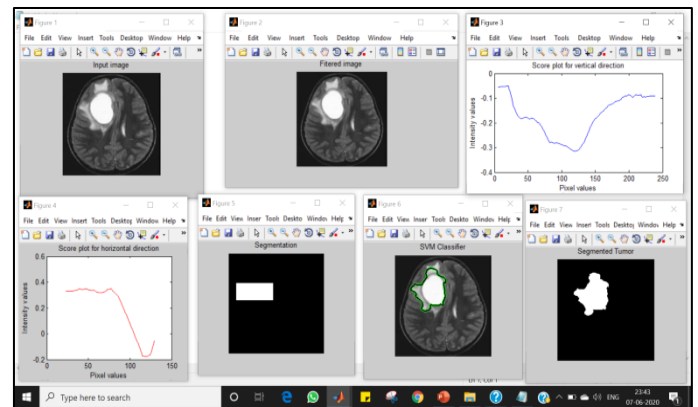 Figure 1
File Edit View Insert Tools Desktop Window Help
Input image
Figure 2
File Edit View Insert Tools Desktop Window Help
Fitered image
Figure 3
File Edit View Insert Tools Desktop Window Help
Score plot for vertical direction
Intensity values
0
-0.1
-0.2
-0.3
-0.4
50 100 150 200 250
Pixel values
Figure 4
File Edit View Inser Tools Desktop Window Help
Score plot for horizontal direction
Intensity values
0.6
0.4
0.2
0
-0.2
0 50 100 150
Pixel values
Figure 5
File Edit View Inser Tools Deskto Window Help
Segmentation
Figure 6
File Edit View Inser Tools Deskto Window Help
SVM Classifier
Figure 7
File Edit View Insert Tools Desktop Window Help
Segmented Tumor
Type here to search
ENG
23:43
07-06-2020